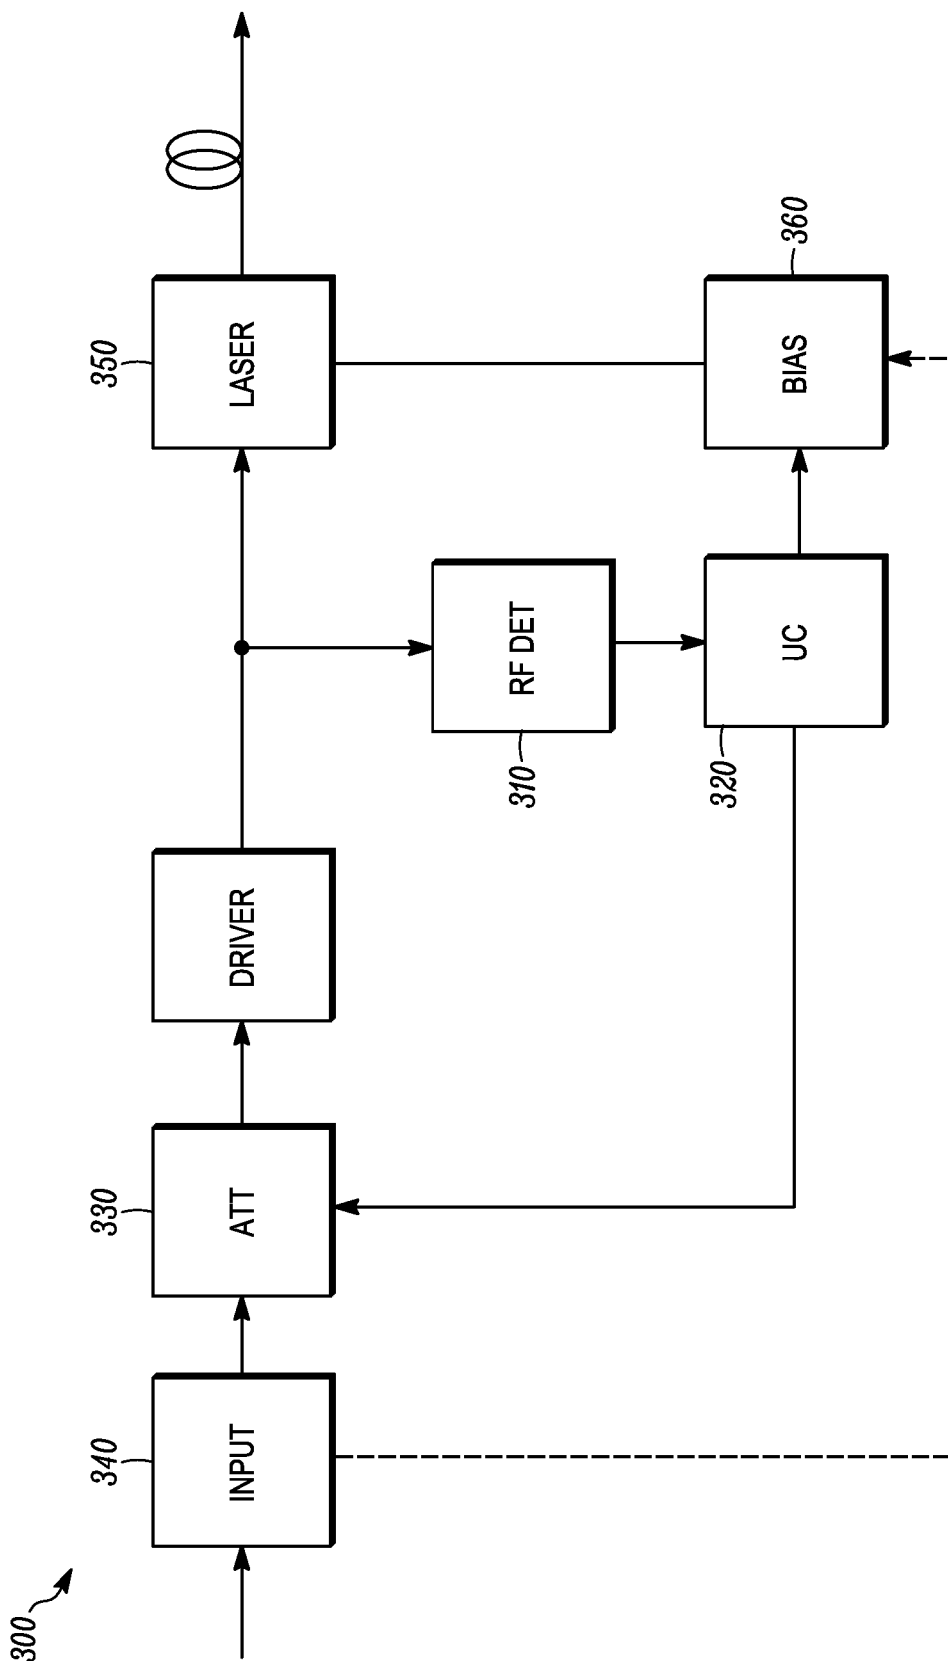 300
340
INPUT
330
ATT
DRIVER
350
LASER
310
RF DET
320
UC
360
BIAS